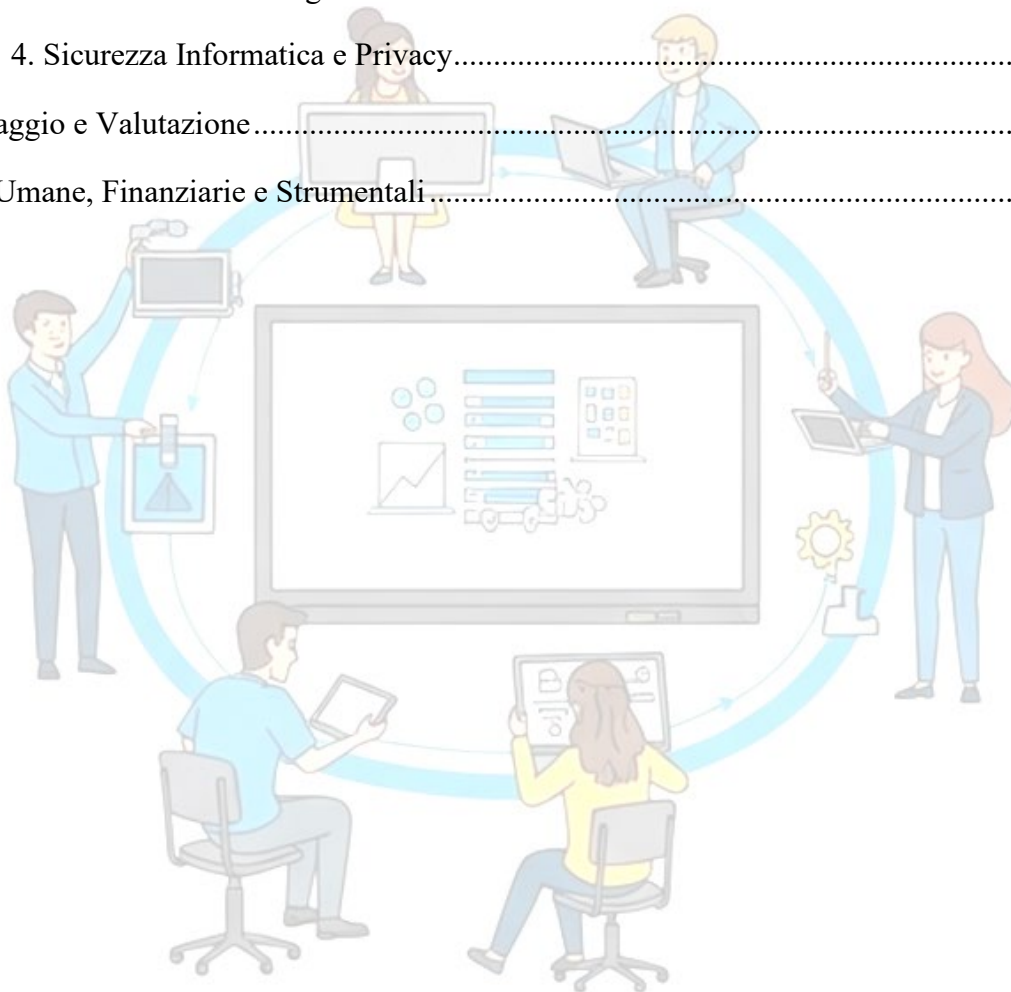 4. Sicurezza Informatica e Privacy..........................................................................
aggio e Valutazione................................................................................................
Umane, Finanziarie e Strumentali.........................................................................